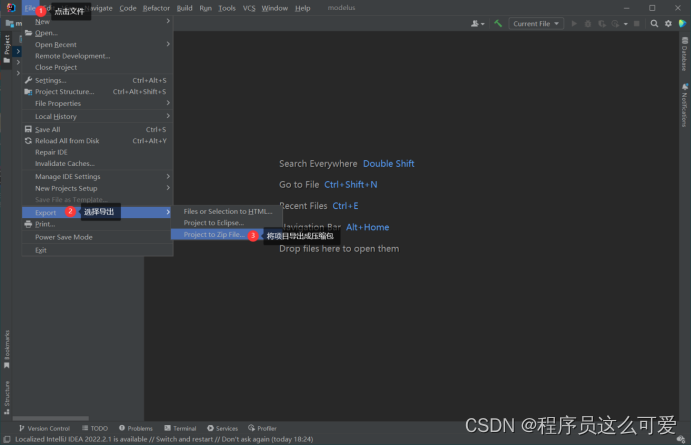 File Edit Navigate Code Refactor Build Run Tools VCS Window Help modelus
1 点击文件
Current File
New
Open...
Open Recent
Remote Development...
Close Project
Settings... Ctrl+Alt+S
Project Structure... Ctrl+Alt+Shift+S
File Properties
Local History
Save All Ctrl+S
Reload All from Disk Ctrl+Alt+Y
Repair IDE
Invalidate Caches...
Manage IDE Settings
New Projects Setup
Save File as Template...
Export 2 选择导出
Print...
Power Save Mode
Exit
Files or Selection to HTML...
Project to Eclipse...
Project to Zip File... 3 将项目导出成压缩包
Search Everywhere Double Shift
Go to File Ctrl+Shift+N
Recent Files Ctrl+E
Navigation Bar Alt+Home
Drop files here to open them
Project
Bookmarks
Structure
Database
Notifications
Version Control TODO Problems Terminal Services Profiler
Localized IntelliJ IDEA 2022.2.1 is available // Switch and restart // Don't ask again (today 18:24)
CSDN @程序员这么可爱